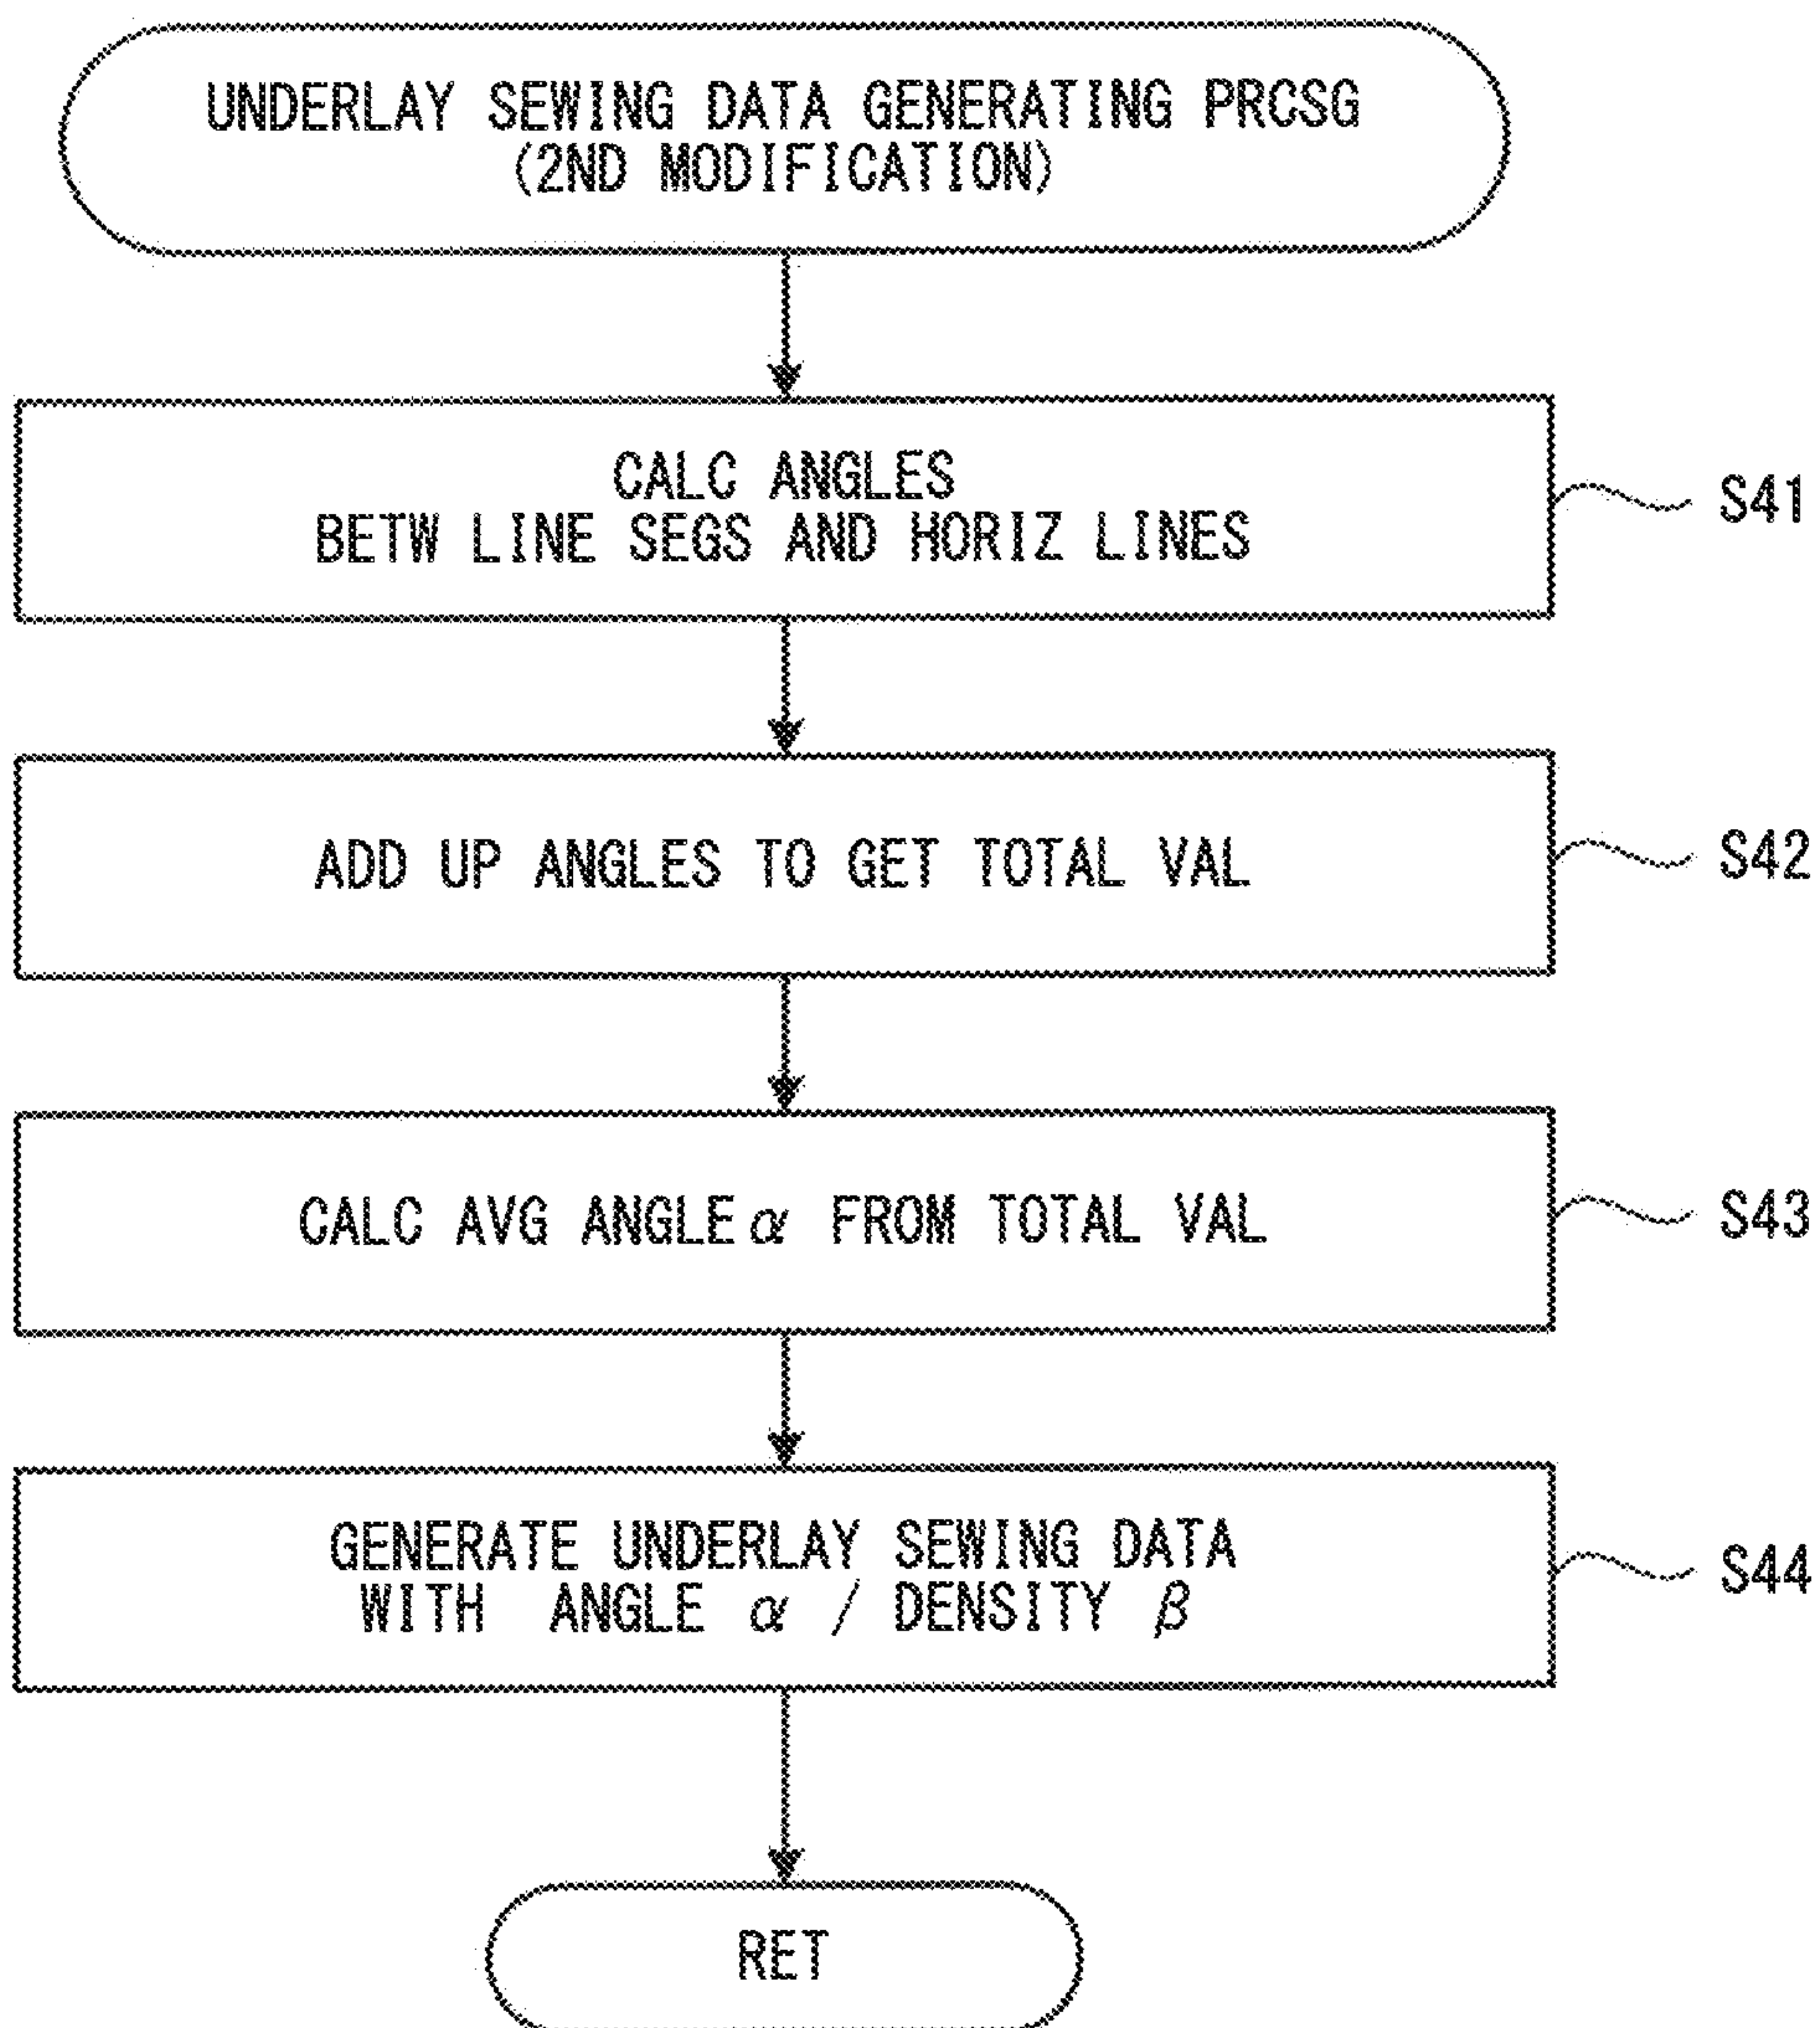 UNDERLAY SEWING DATA GENERATING PRCSG
(2ND MODIFICATION)
CALC ANGLES
BETW LINE SEGS AND HORIZ LINES
S41
ADD UP ANGLES TO GET TOTAL VAL
S42
CALC AVG ANGLE α FROM TOTAL VAL
S43
GENERATE UNDERLAY SEWING DATA
WITH ANGLE α / DENSITY β
S44
RET